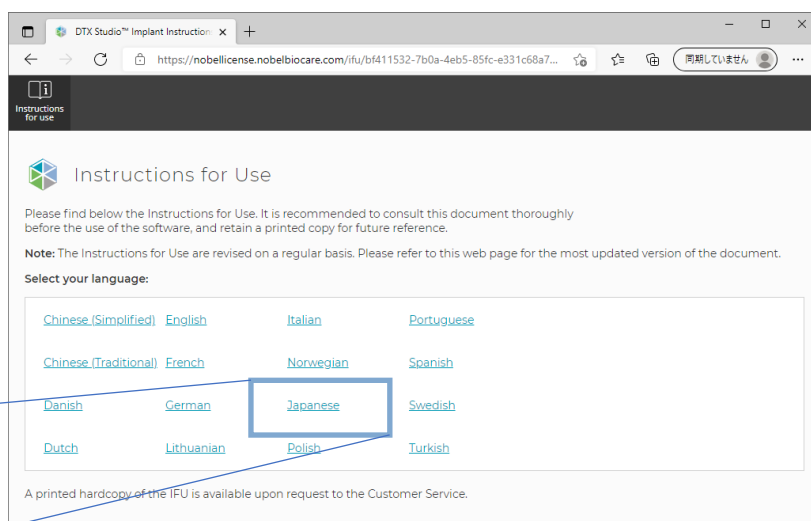 DTX Studio™ Implant Instruction
https://nobellicense.nobelbiocare.com/ifu/bf411532-7b0a-4eb5-85fc-e331c68a7...
同期していません
Instructions
for use
Instructions for Use
Please find below the Instructions for Use. It is recommended to consult this document thoroughly
before the use of the software, and retain a printed copy for future reference.
Note: The Instructions for Use are revised on a regular basis. Please refer to this web page for the most updated version of the document.
Select your language:
Chinese (Simplified) English Italian Portuguese
Chinese (Traditional) French Norwegian Spanish
Danish German Japanese Swedish
Dutch Lithuanian Polish Turkish
A printed hardcopy of the IFU is available upon request to the Customer Service.